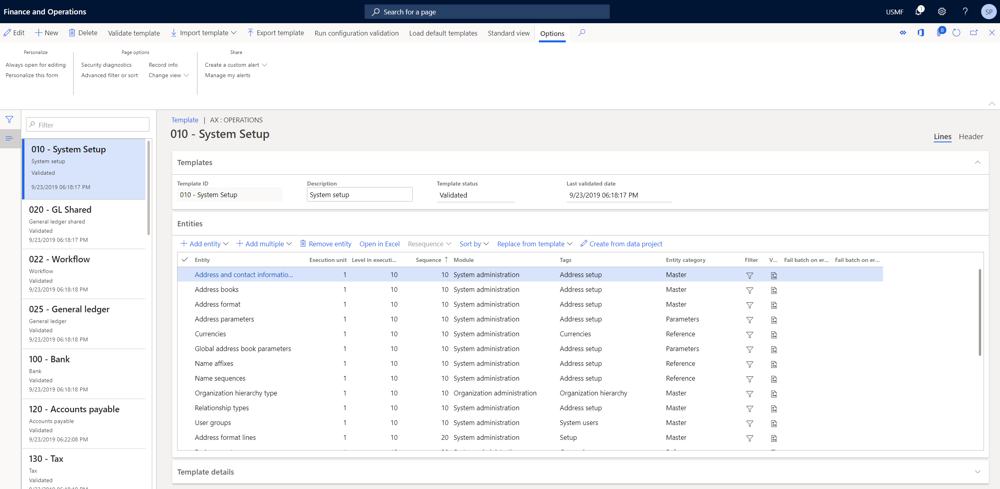 Finance and Operations
Search for a page
USMF
1
?
SP
Edit
New
Delete
Validate template
Import template
Export template
Run configuration validation
Load default templates
Standard view
Options
0
Personalize
Always open for editing
Personalize this form
Page options
Security diagnostics
Record info
Advanced filter or sort
Change view
Share
Create a custom alert
Manage my alerts
Filter
010 - System Setup
System setup
Validated
9/23/2019 06:18:17 PM
020 - GL Shared
General ledger shared
Validated
9/23/2019 06:18:17 PM
022 - Workflow
Workflow
Validated
9/23/2019 06:18:18 PM
025 - General ledger
General ledger
Validated
9/23/2019 06:18:18 PM
100 - Bank
Bank
Validated
9/23/2019 06:18:18 PM
120 - Accounts payable
Accounts payable
Validated
9/23/2019 06:22:08 PM
130 - Tax
Tax
Validated
Template | AX : OPERATIONS
010 - System Setup
Lines Header
Templates
Template ID Description Template status Last validated date
010 - System Setup System setup Validated 9/23/2019 06:18:17 PM
Entities
Add entity Add multiple Remove entity Open in Excel Resequence Sort by Replace from template Create from data project
Entity Execution unit Level in executi... Sequence Module Tags Entity category Filter V... Fail batch on er... Fail batch on er...
Address and contact informatio... 1 10 10 System administration Address setup Master
Address books 1 10 10 System administration Address setup Master
Address format 1 10 10 System administration Address setup Master
Address parameters 1 10 10 System administration Address setup Parameters
Currencies 1 10 10 System administration Currencies Reference
Global address book parameters 1 10 10 System administration Address setup Parameters
Name affixes 1 10 10 System administration Address setup Reference
Name sequences 1 10 10 System administration Address setup Reference
Organization hierarchy type 1 10 10 Organization administration Organization hierarchy Master
Relationship types 1 10 10 System administration Address setup Master
User groups 1 10 10 System administration System users Master
Address format lines 1 10 20 System administration Setup Master
Template details